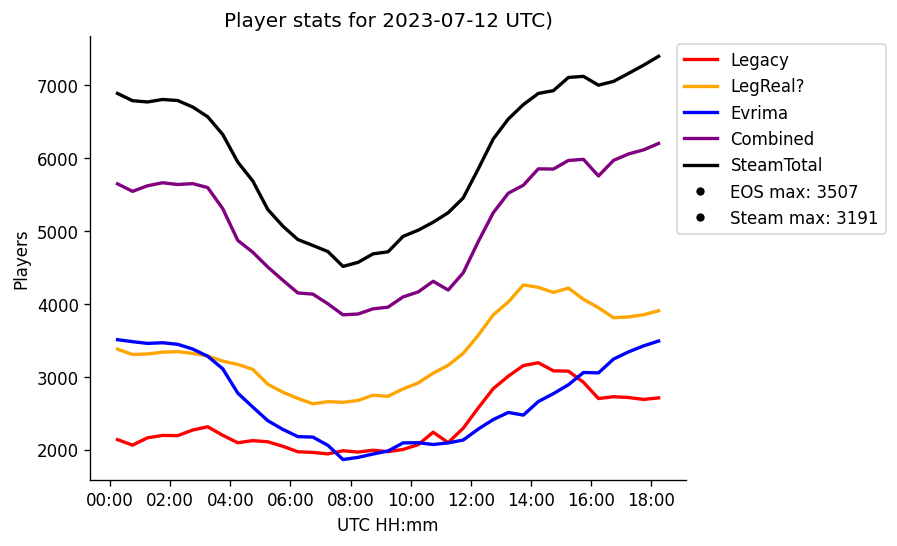 Player stats for 2023-07-12 UTC)
Legacy
LegReal?
Evrima
Combined
SteamTotal
EOS max: 3507
Steam max: 3191
Players
7000
6000
5000
4000
3000
2000
00:00 02:00 04:00 06:00 08:00 10:00 12:00 14:00 16:00 18:00
UTC HH:mm